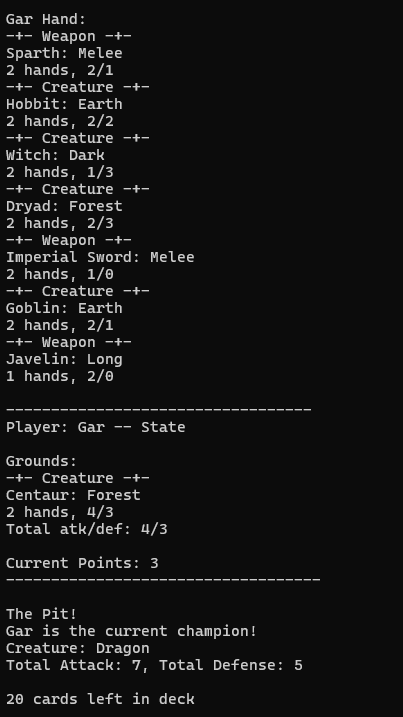 Gar Hand:
-+- Weapon -+-
Sparth: Melee
2 hands, 2/1
-+- Creature -+-
Hobbit: Earth
2 hands, 2/2
-+- Creature -+-
Witch: Dark
2 hands, 1/3
-+- Creature -+-
Dryad: Forest
2 hands, 2/3
-+- Weapon -+-
Imperial Sword: Melee
2 hands, 1/0
-+- Creature -+-
Goblin: Earth
2 hands, 2/1
-+- Weapon -+-
Javelin: Long
1 hands, 2/0
----------------------------------
Player: Gar -- State
Grounds:
-+- Creature -+-
Centaur: Forest
2 hands, 4/3
Total atk/def: 4/3
Current Points: 3
-----------------------------------
The Pit!
Gar is the current champion!
Creature: Dragon
Total Attack: 7, Total Defense: 5
20 cards left in deck